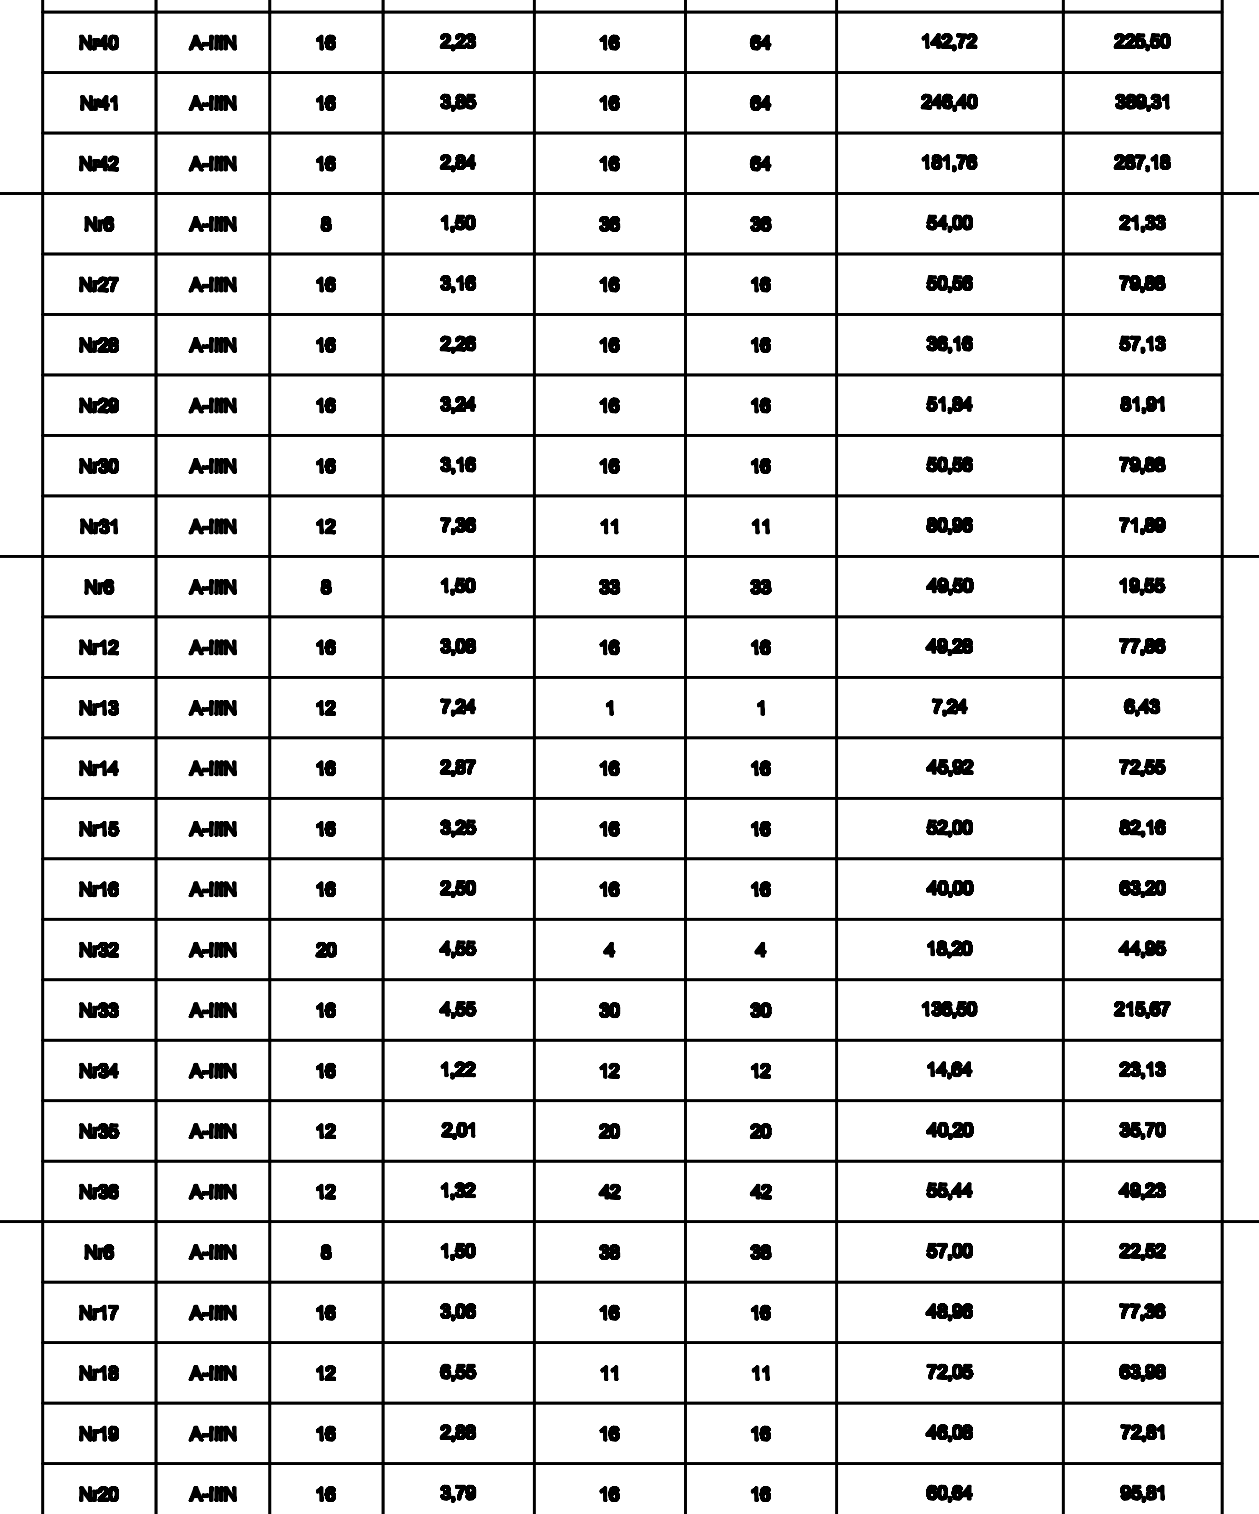 Nr40 A-IIIN 16 2,23 16 64 142,72 225,50
Nr41 A-IIIN 16 3,85 16 64 246,40 389,31
Nr42 A-IIIN 16 2,84 16 64 181,76 287,18
Nr6 A-IIIN 8 1,50 36 36 54,00 21,33
Nr27 A-IIIN 16 3,16 16 16 50,56 79,88
Nr28 A-IIIN 16 2,26 16 16 36,16 57,13
Nr29 A-IIIN 16 3,24 16 16 51,84 81,91
Nr30 A-IIIN 16 3,16 16 16 50,56 79,88
Nr31 A-IIIN 12 7,36 11 11 80,96 71,89
Nr6 A-IIIN 8 1,50 33 33 49,50 19,55
Nr12 A-IIIN 16 3,08 16 16 49,28 77,86
Nr13 A-IIIN 12 7,24 1 1 7,24 6,43
Nr14 A-IIIN 16 2,87 16 16 45,92 72,55
Nr15 A-IIIN 16 3,25 16 16 52,00 82,16
Nr16 A-IIIN 16 2,50 16 16 40,00 63,20
Nr32 A-IIIN 20 4,55 4 4 18,20 44,95
Nr33 A-IIIN 16 4,55 30 30 136,50 215,67
Nr34 A-IIIN 16 1,22 12 12 14,64 23,13
Nr35 A-IIIN 12 2,01 20 20 40,20 35,70
Nr36 A-IIIN 12 1,32 42 42 55,44 49,23
Nr6 A-IIIN 8 1,50 38 38 57,00 22,52
Nr17 A-IIIN 16 3,06 16 16 48,96 77,36
Nr18 A-IIIN 12 6,55 11 11 72,05 63,98
Nr19 A-IIIN 16 2,88 16 16 46,08 72,81
Nr20 A-IIIN 16 3,79 16 16 60,64 95,81